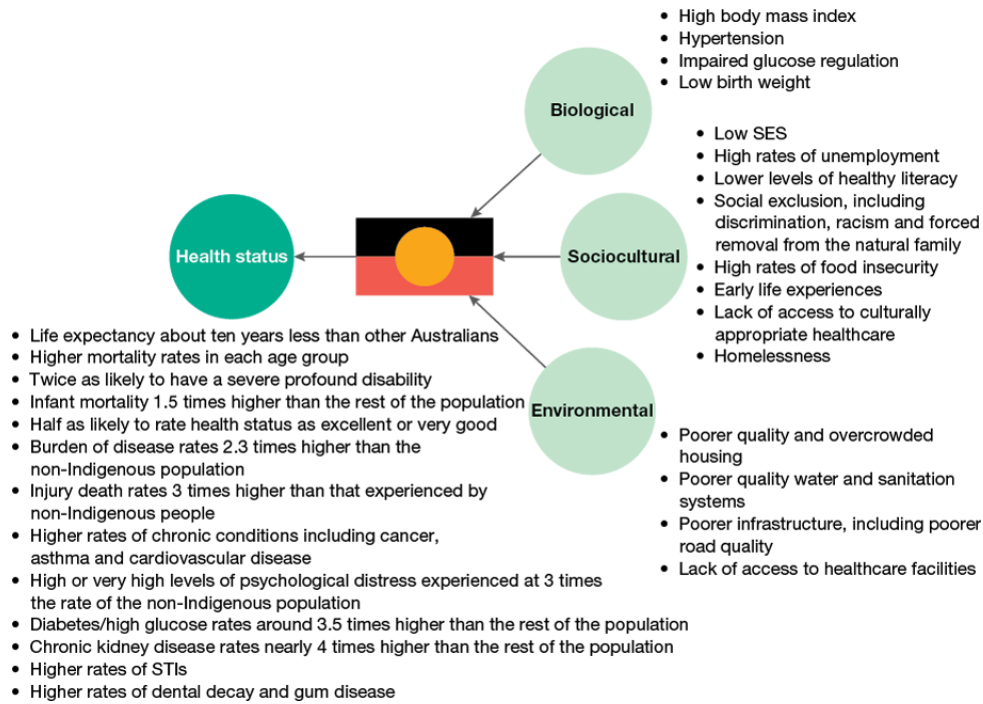 • High body mass index
• Hypertension
• Impaired glucose regulation
• Low birth weight
Biological
• Low SES
• High rates of unemployment
• Lower levels of healthy literacy
• Social exclusion, including
discrimination, racism and forced
removal from the natural family
• High rates of food insecurity
• Early life experiences
• Lack of access to culturally
appropriate healthcare
• Homelessness
Sociocultural
Health status
• Life expectancy about ten years less than other Australians
• Higher mortality rates in each age group
• Twice as likely to have a severe profound disability
• Infant mortality 1.5 times higher than the rest of the population
• Half as likely to rate health status as excellent or very good
• Burden of disease rates 2.3 times higher than the
non-Indigenous population
• Injury death rates 3 times higher than that experienced by
non-Indigenous people
• Higher rates of chronic conditions including cancer,
asthma and cardiovascular disease
• High or very high levels of psychological distress experienced at 3 times
the rate of the non-Indigenous population
• Diabetes/high glucose rates around 3.5 times higher than the rest of the population
• Chronic kidney disease rates nearly 4 times higher than the rest of the population
• Higher rates of STIs
• Higher rates of dental decay and gum disease
Environmental
• Poorer quality and overcrowded
housing
• Poorer quality water and sanitation
systems
• Poorer infrastructure, including poorer
road quality
• Lack of access to healthcare facilities